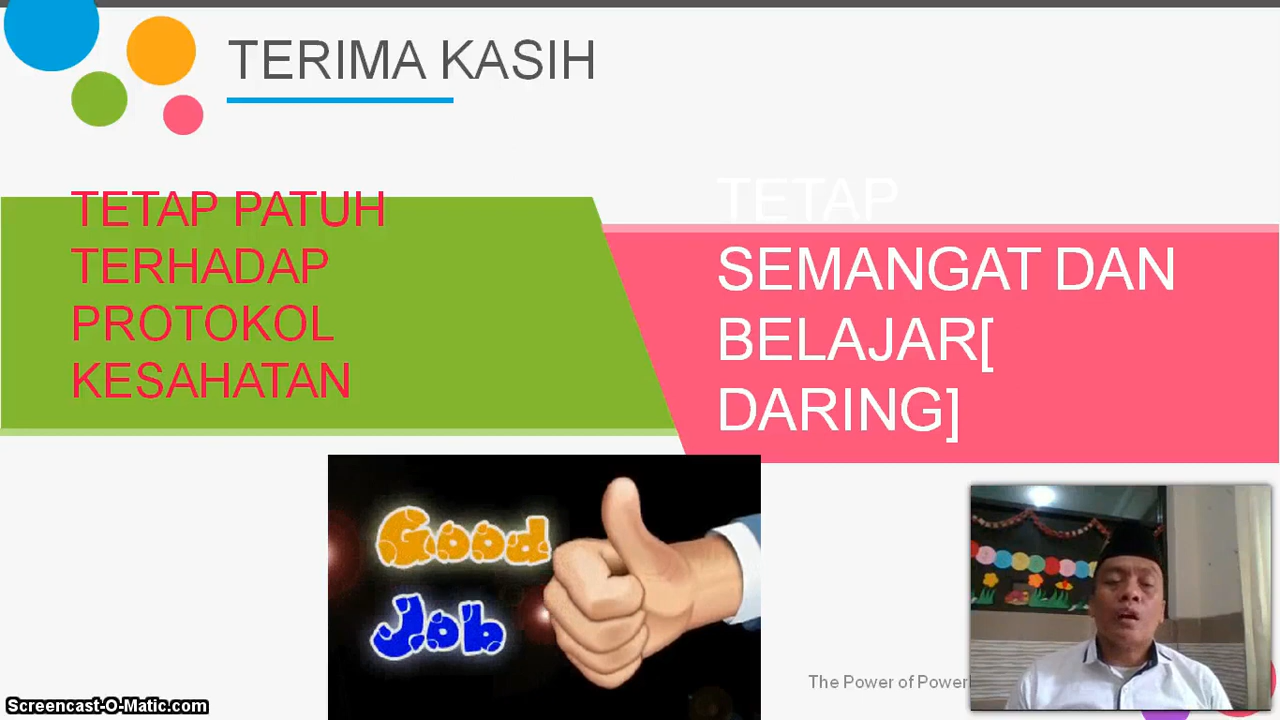 TERIMA KASIH
TETAP PATUH
TERHADAP
PROTOKOL
KESAHATAN
TETAP
SEMANGAT DAN
BELAJAR[
DARING]
Good
Job
The Power of Power
Screencast-O-Matic.com